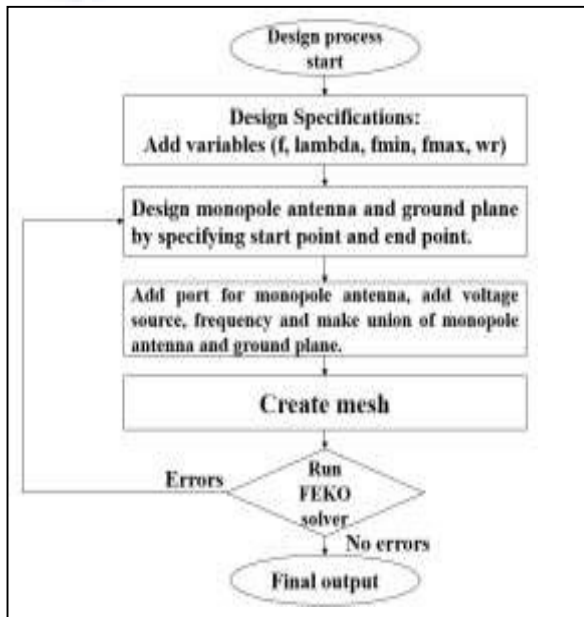 Design process
start
Design Specifications:
Add variables (f, lambda, fmin, fmax, wr)
Design monopole antenna and ground plane
by specifying start point and end point.
Add port for monopole antenna, add voltage
source, frequency and make union of monopole
antenna and ground plane.
Create mesh
Errors
Run
FEKO
solver
No errors
Final output